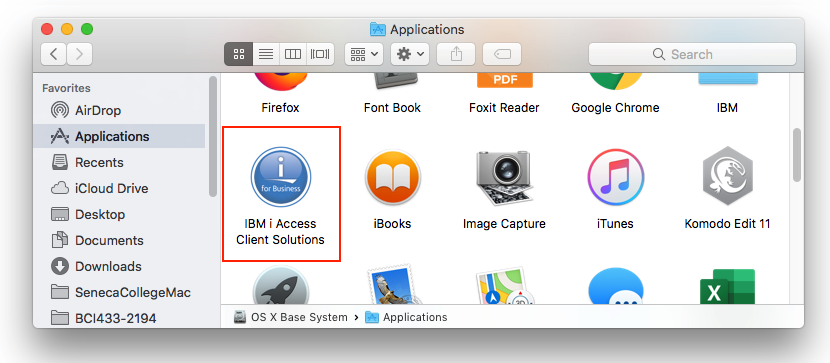 Applications
Search
Favorites
AirDrop
Applications
Recents
iCloud Drive
Desktop
Documents
Downloads
SenecaCollegeMac
BCI433-2194
PDF
Firefox
Font Book
Foxit Reader
Google Chrome
IBM
i
for Business
IBM i Access
Client Solutions
iBooks
Image Capture
iTunes
Komodo Edit 11
3D
X
OS X Base System › Applications